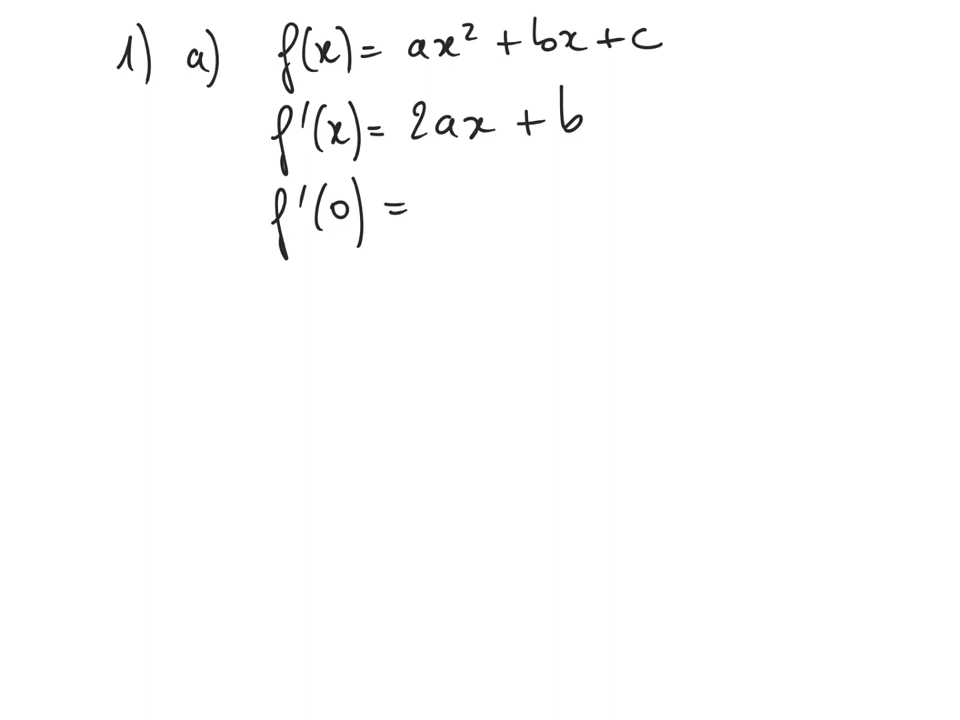 1) a) f(x) = ax² + bx + c
f'(x) = 2ax + b
f'(0) =